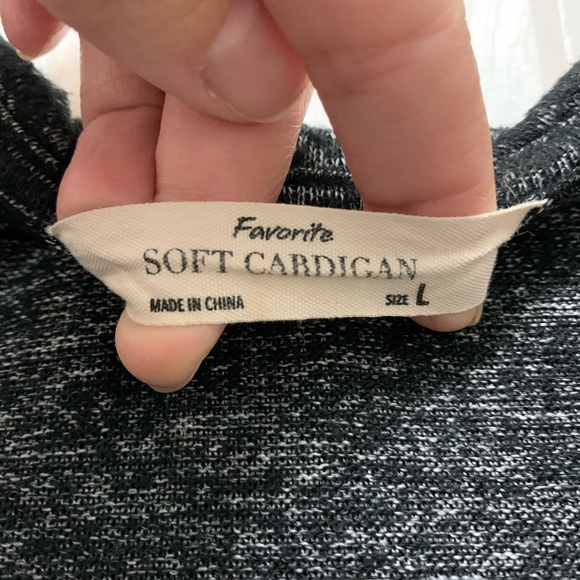 Favorite
SOFT CARDIGAN
MADE IN CHINA SIZE L